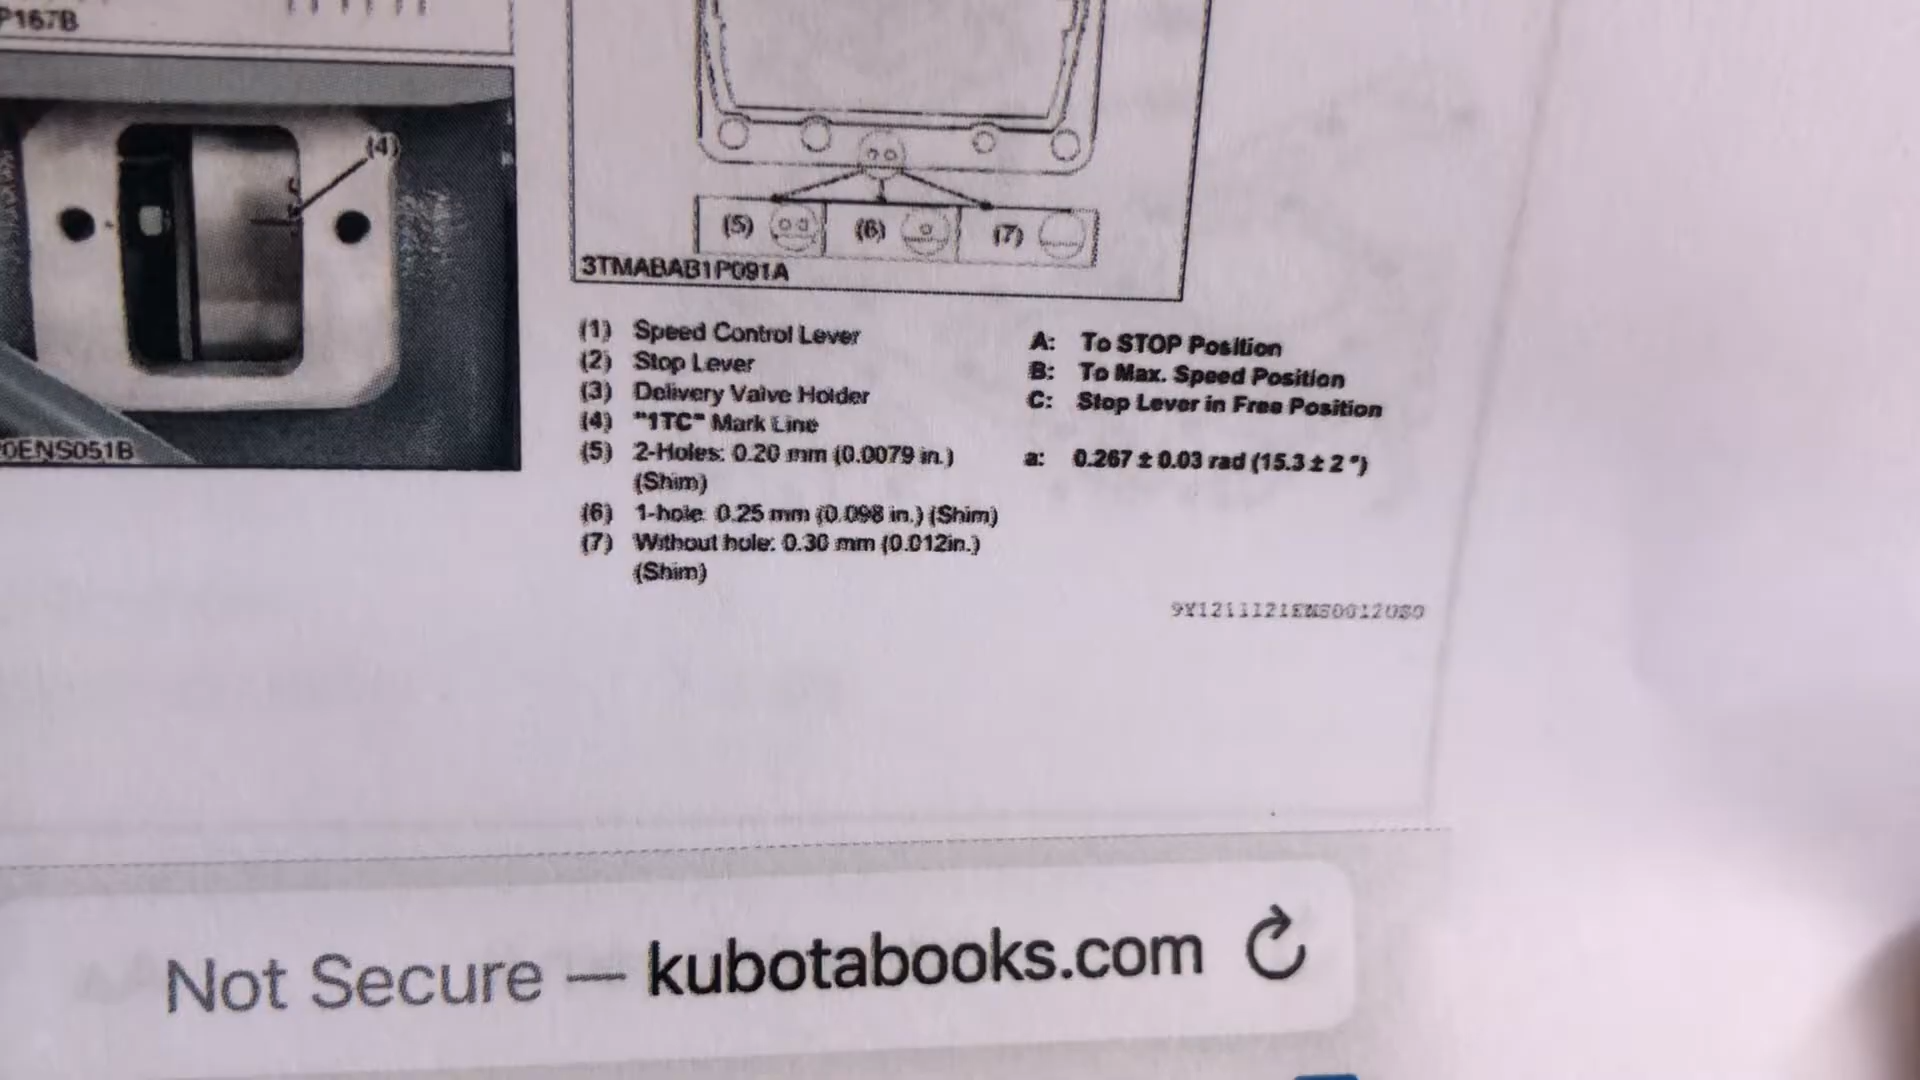 P167B
(4)
0ENS051B
(5) (6) (7)
3TMABAB1P091A
(1) Speed Control Lever
(2) Stop Lever
(3) Delivery Valve Holder
(4) "1TC" Mark Line
(5) 2-Holes: 0.20 mm (0.0079 in.)
(Shim)
(6) 1-hole: 0.25 mm (0.098 in.) (Shim)
(7) Without hole: 0.30 mm (0.012in.)
(Shim)
A: To STOP Position
B: To Max. Speed Position
C: Stop Lever in Free Position
a: 0.267 ± 0.03 rad (15.3 ± 2 °)
Not Secure — kubotabooks.com